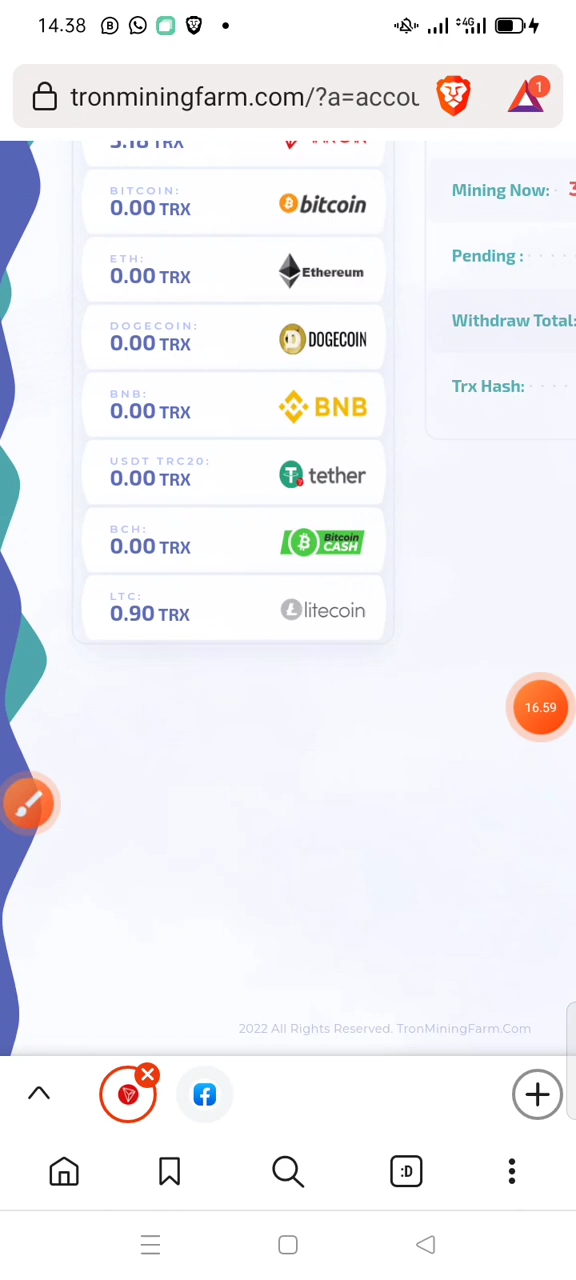 14.38
4G
tronminingfarm.com/?a=accou
1
BITCOIN:
0.00 TRX
bitcoin
Mining Now:
ETH:
0.00 TRX
Ethereum
Pending :
DOGECOIN:
0.00 TRX
DOGECOIN
Withdraw Total:
BNB:
0.00 TRX
BNB
Trx Hash:
USDT TRC20:
0.00 TRX
tether
BCH:
0.00 TRX
Bitcoin
CASH
LTC:
0.90 TRX
litecoin
16.59
2022 All Rights Reserved. TronMiningFarm.Com
:D